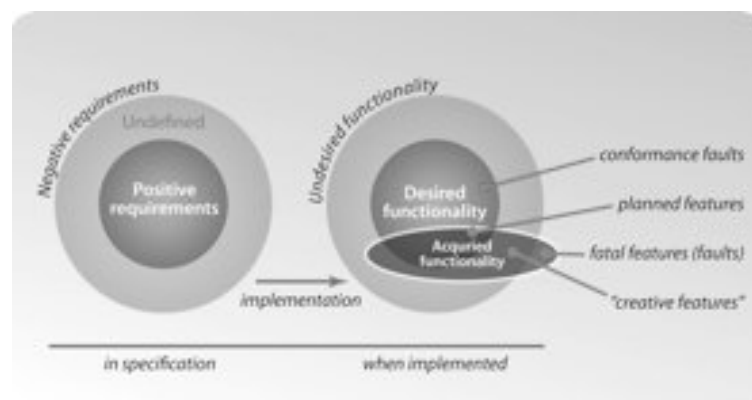 Negative requirements
Undefined
Positive
requirements
implementation
Undesired functionality
Desired
functionality
Acquried
functionality
conformance faults
planned features
fatal features (faults)
"creative features"
in specification
when implemented